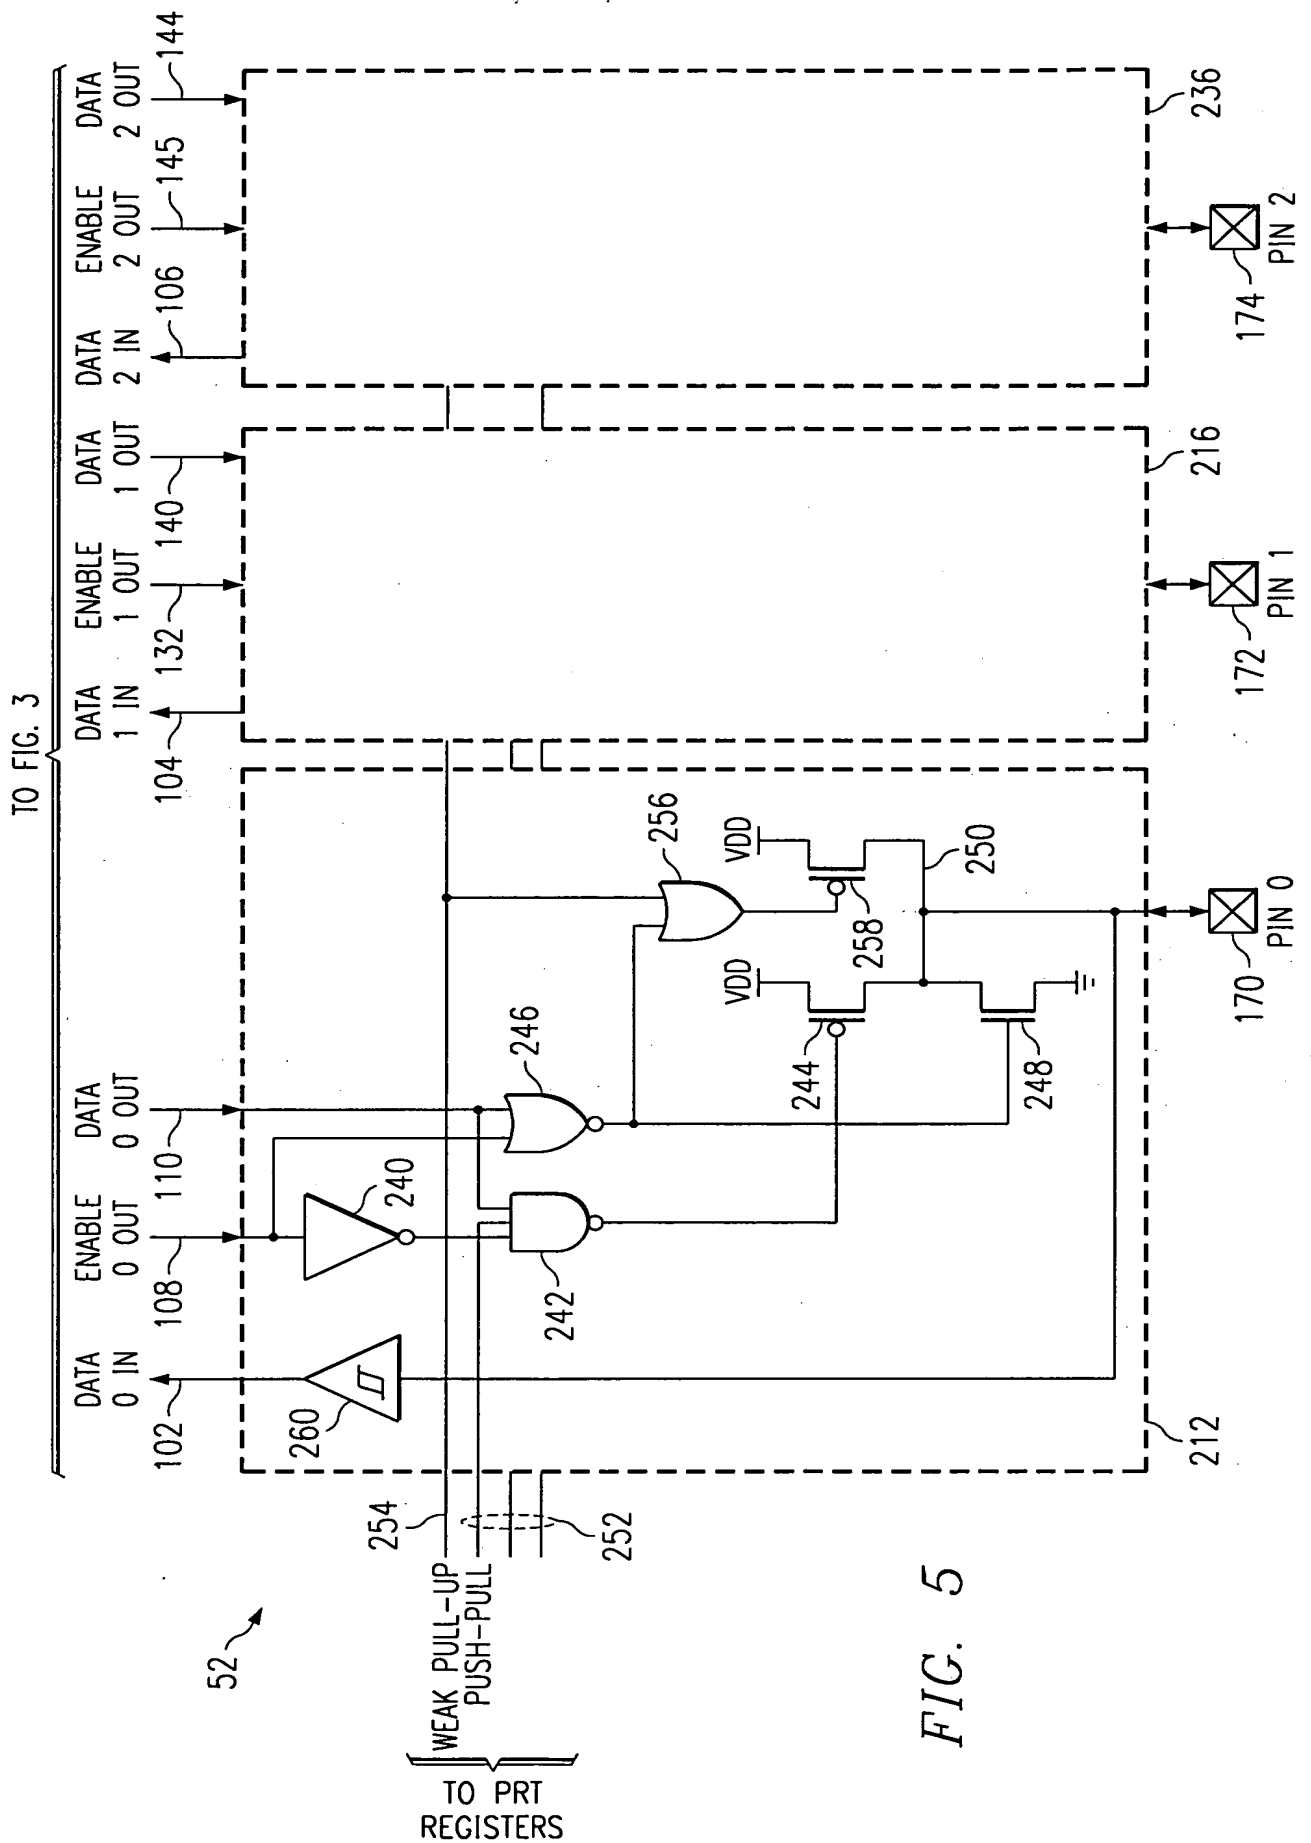 TO FIG. 3
DATA
0 IN
ENABLE
0 OUT
DATA
0 OUT
DATA
1 IN
ENABLE
1 OUT
DATA
1 OUT
DATA
2 IN
ENABLE
2 OUT
DATA
2 OUT
102
108
110
104
132
140
106
145
144
52
260
240
254
WEAK PULL-UP
PUSH-PULL
TO PRT
REGISTERS
252
242
246
256
VDD
VDD
244
258
250
248
212
216
236
170
PIN 0
172
PIN 1
174
PIN 2
FIG. 5